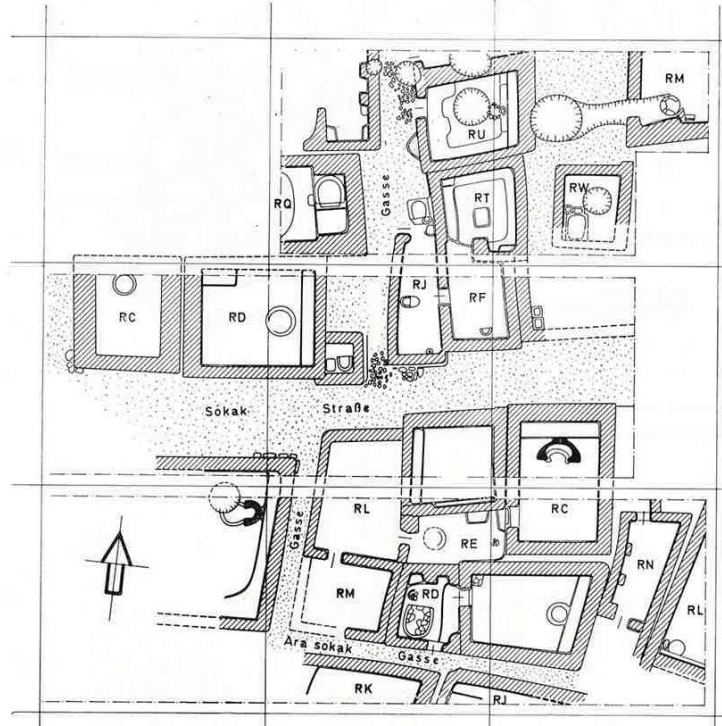 RM
RU
Gasse
RQ
RT
RW
RJ
RF
RC
RD
Sokak
Straße
RL
RE
RC
Gasse
RN
RM
RD
RL
Ara sokak
Gasse
RK
RJ